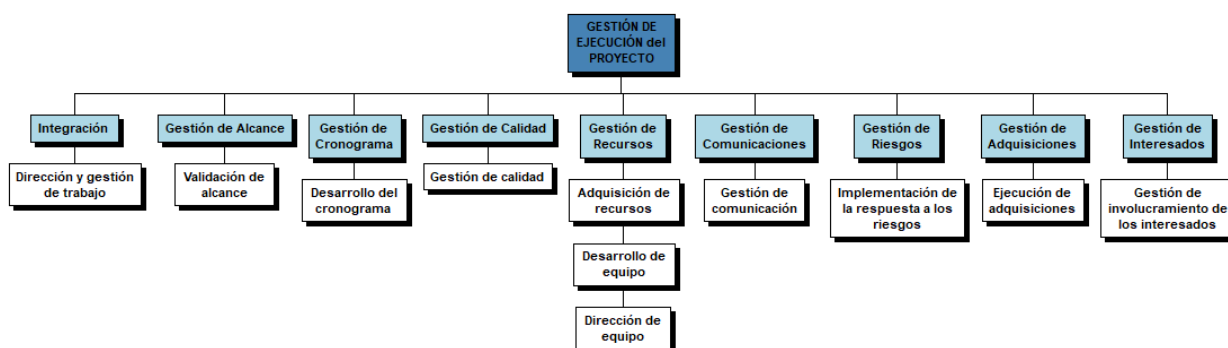 GESTIÓN DE
EJECUCIÓN del
PROYECTO
Integración
Gestión de Alcance
Gestión de
Cronograma
Gestión de Calidad
Gestión de
Recursos
Gestión de
Comunicaciones
Gestión de
Riesgos
Gestión de
Adquisiciones
Gestión de
Interesados
Dirección y gestión
de trabajo
Validación de
alcance
Desarrollo del
cronograma
Gestión de calidad
Adquisición de
recursos
Gestión de
comunicación
Implementación de
la respuesta a los
riesgos
Ejecución de
adquisiciones
Gestión de
involucramiento de
los interesados
Desarrollo de
equipo
Dirección de
equipo